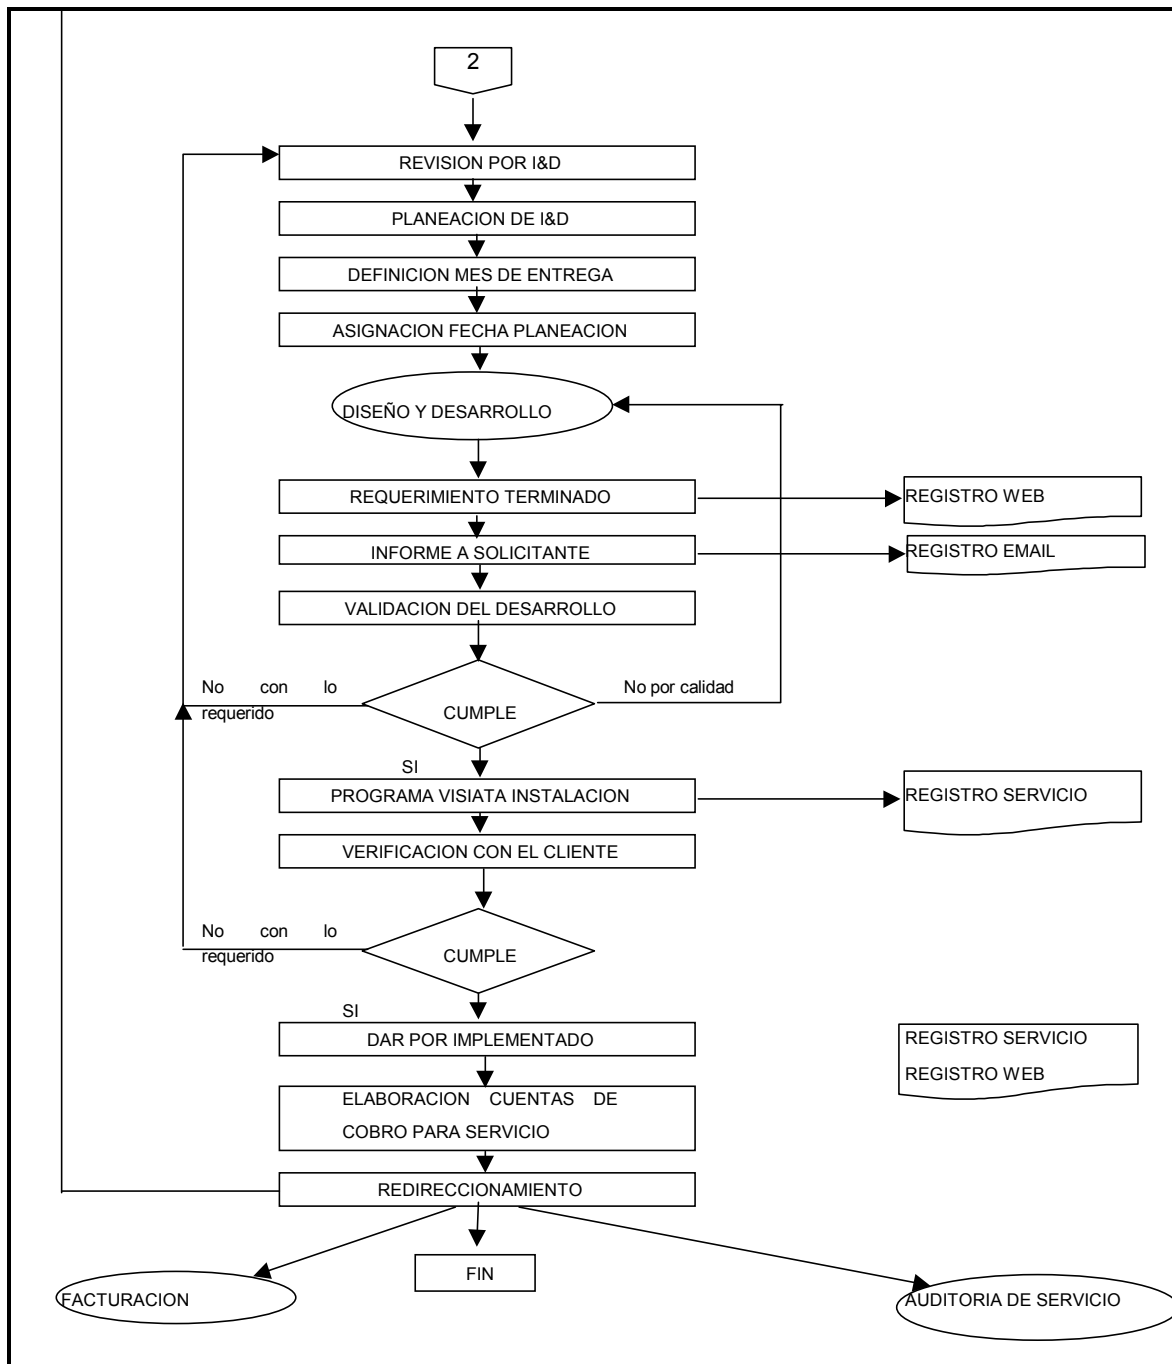 2
REVISION POR I&D
PLANEACION DE I&D
DEFINICION MES DE ENTREGA
ASIGNACION FECHA PLANEACION
DISEÑO Y DESARROLLO
REQUERIMIENTO TERMINADO
REGISTRO WEB
INFORME A SOLICITANTE
REGISTRO EMAIL
VALIDACION DEL DESARROLLO
No con lo
requerido
CUMPLE
No por calidad
SI
PROGRAMA VISIATA INSTALACION
REGISTRO SERVICIO
VERIFICACION CON EL CLIENTE
No con lo
requerido
CUMPLE
SI
DAR POR IMPLEMENTADO
REGISTRO SERVICIO
REGISTRO WEB
ELABORACION CUENTAS DE
COBRO PARA SERVICIO
REDIRECCIONAMIENTO
FIN
FACTURACION
AUDITORIA DE SERVICIO